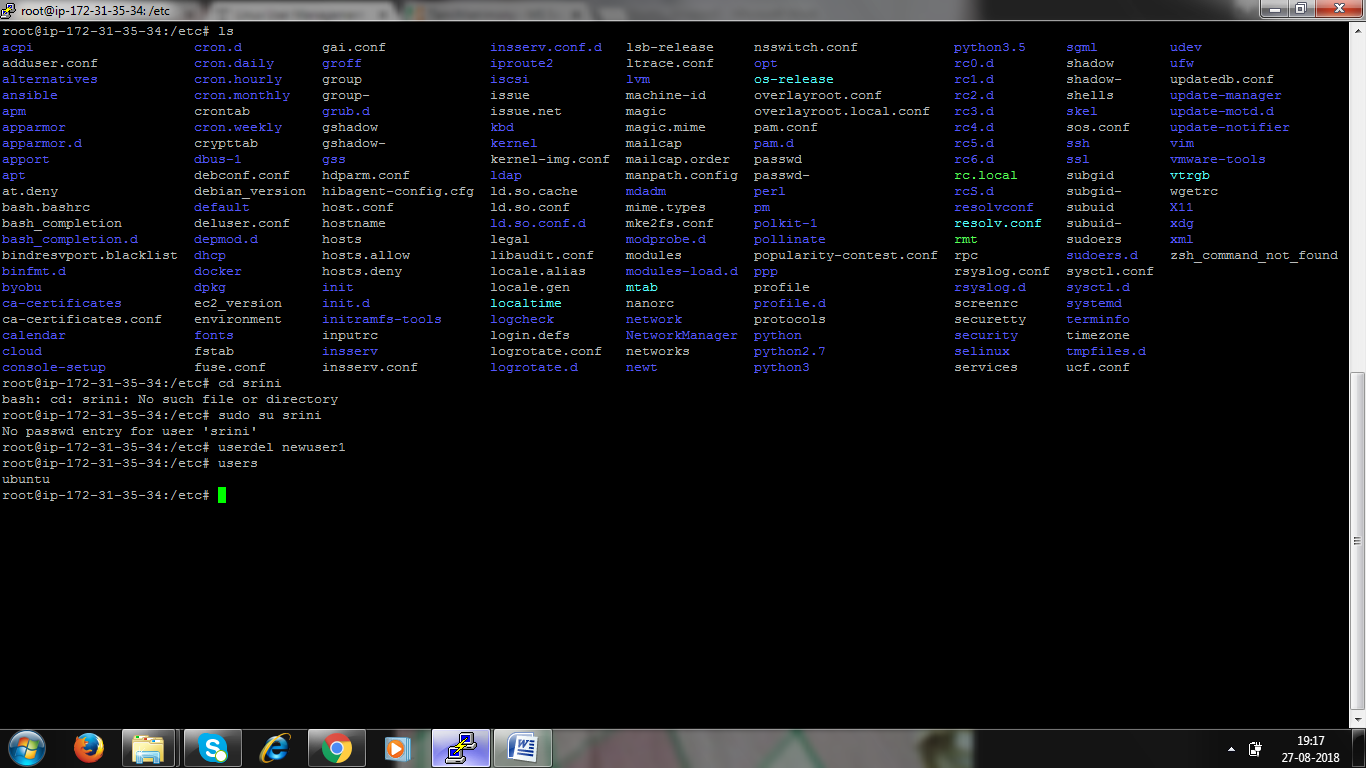 root@ip-172-31-35-34: /etc
root@ip-172-31-35-34:/etc# ls
acpi cron.d gai.conf insserv.conf.d lsb-release nsswitch.conf python3.5 sgml udev
adduser.conf cron.daily groff iproute2 ltrace.conf opt rc0.d shadow ufw
alternatives cron.hourly group iscsi lvm os-release rc1.d shadow- updatedb.conf
ansible cron.monthly group- issue machine-id overlayroot.conf rc2.d shells update-manager
apm crontab grub.d issue.net magic overlayroot.local.conf rc3.d skel update-motd.d
apparmor cron.weekly gshadow kbd magic.mime pam.conf rc4.d sos.conf update-notifier
apparmor.d crypttab gshadow- kernel mailcap pam.d rc5.d ssh vim
apport dbus-1 gss kernel-img.conf mailcap.order passwd rc6.d ssl vmware-tools
apt debconf.conf hdparm.conf ldap manpath.config passwd- rc.local subgid vtrgb
at.deny debian_version hibagent-config.cfg ld.so.cache mdadm perl rcS.d subgid- wgetrc
bash.bashrc default host.conf ld.so.conf mime.types pm resolvconf subuid X11
bash_completion deluser.conf hostname ld.so.conf.d mke2fs.conf polkit-1 resolv.conf subuid- xdg
bash_completion.d depmod.d hosts legal modprobe.d pollinate rmt sudoers xml
bindresvport.blacklist dhcp hosts.allow libaudit.conf modules popularity-contest.conf rpc sudoers.d zsh_command_not_found
binfmt.d docker hosts.deny locale.alias modules-load.d ppp rsyslog.conf sysctl.conf
byobu dpkg init locale.gen mtab profile rsyslog.d sysctl.d
ca-certificates ec2_version init.d localtime nanorc profile.d screenrc systemd
ca-certificates.conf environment initramfs-tools logcheck network protocols securetty terminfo
calendar fonts inputrc login.defs NetworkManager python security timezone
cloud fstab insserv logrotate.conf networks python2.7 selinux tmpfiles.d
console-setup fuse.conf insserv.conf logrotate.d newt python3 services ucf.conf
root@ip-172-31-35-34:/etc# cd srini
bash: cd: srini: No such file or directory
root@ip-172-31-35-34:/etc# sudo su srini
No passwd entry for user 'srini'
root@ip-172-31-35-34:/etc# userdel newuser1
root@ip-172-31-35-34:/etc# users
ubuntu
root@ip-172-31-35-34:/etc#
19:17
27-08-2018